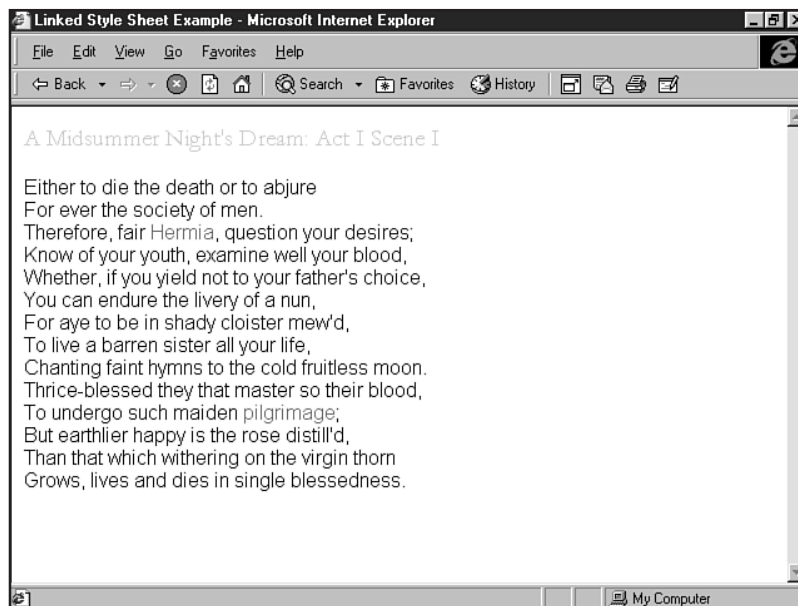 Linked Style Sheet Example - Microsoft Internet Explorer
File Edit View Go Favorites Help
Back Search Favorites History
A Midsummer Night's Dream: Act I Scene I
Either to die the death or to abjure
For ever the society of men.
Therefore, fair Hermia, question your desires;
Know of your youth, examine well your blood,
Whether, if you yield not to your father's choice,
You can endure the livery of a nun,
For aye to be in shady cloister mew'd,
To live a barren sister all your life,
Chanting faint hymns to the cold fruitless moon.
Thrice-blessed they that master so their blood,
To undergo such maiden pilgrimage;
But earthlier happy is the rose distill'd,
Than that which withering on the virgin thorn
Grows, lives and dies in single blessedness.
My Computer